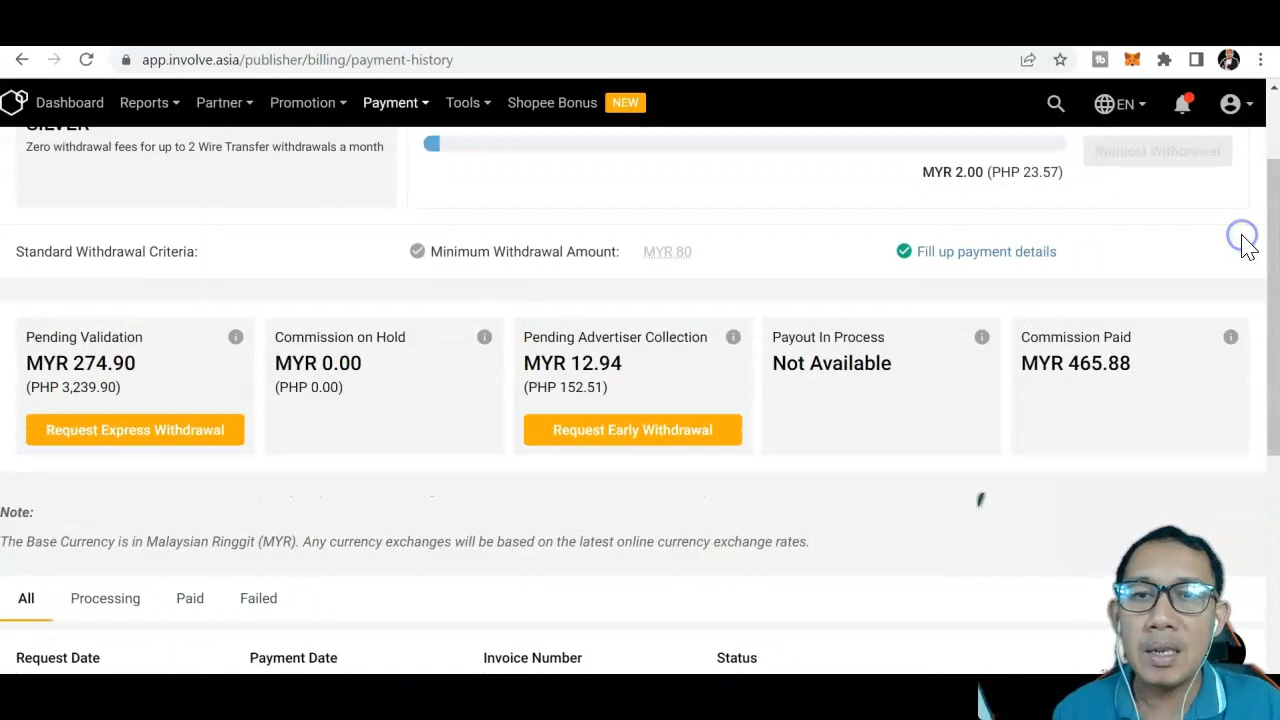 app.involve.asia/publisher/billing/payment-history
Dashboard Reports Partner Promotion Payment Tools Shopee Bonus NEW EN
SILVER
Zero withdrawal fees for up to 2 Wire Transfer withdrawals a month
Request Withdrawal
MYR 2.00 (PHP 23.57)
Standard Withdrawal Criteria: Minimum Withdrawal Amount: MYR 80 Fill up payment details
Pending Validation Commission on Hold Pending Advertiser Collection Payout In Process Commission Paid
MYR 274.90 MYR 0.00 MYR 12.94 Not Available MYR 465.88
(PHP 3,239.90) (PHP 0.00) (PHP 152.51)
Request Express Withdrawal Request Early Withdrawal
Note:
The Base Currency is in Malaysian Ringgit (MYR). Any currency exchanges will be based on the latest online currency exchange rates.
All Processing Paid Failed
Request Date Payment Date Invoice Number Status